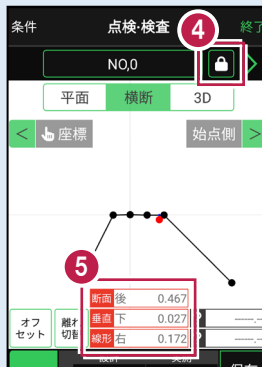 条件 点検・検査 4 終了
NO,0
平面 横断 3D
< 座標 始点側 >
5
断面 後 0.467
垂直 下 0.027
線形 右 0.172
オフ
セット
離れ
切替